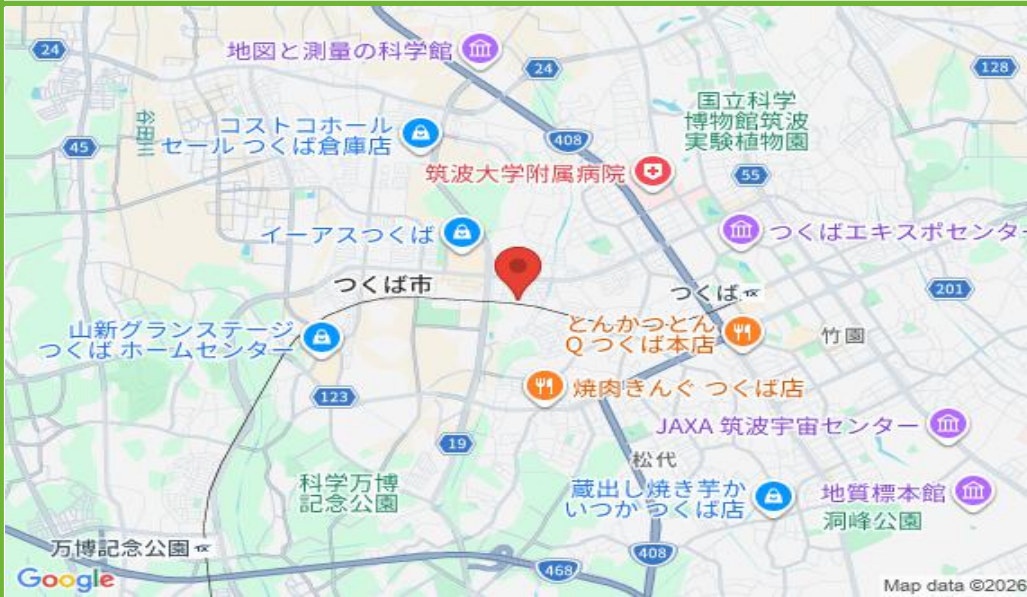 24
地図と測量の科学館
24
128
国立科学
博物館筑波
実験植物園
谷田川
コストコホール
セール つくば倉庫店
45
408
筑波大学附属病院
55
イーアスつくば
つくばエキスポセンター
つくば市
つくば
201
山新グランステージ
つくば ホームセンター
とんかつとん
Q つくば本店
竹園
123
焼肉きんぐ つくば店
19
JAXA 筑波宇宙センター
松代
科学万博
記念公園
蔵出し焼き芋か
いつか つくば店
地質標本館
洞峰公園
万博記念公園
408
468
Google
Map data ©2026